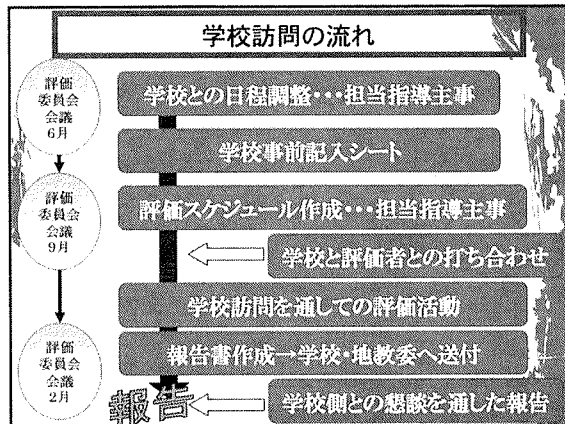 学校訪問の流れ
評価
委員会
会議
6月
学校との日程調整・・・担当指導主事
学校事前記入シート
評価
委員会
会議
9月
評価スケジュール作成・・・担当指導主事
学校と評価者との打ち合わせ
学校訪問を通しての評価活動
評価
委員会
会議
2月
報告書作成→学校・地教委へ送付
報告
学校側との懇談を通した報告